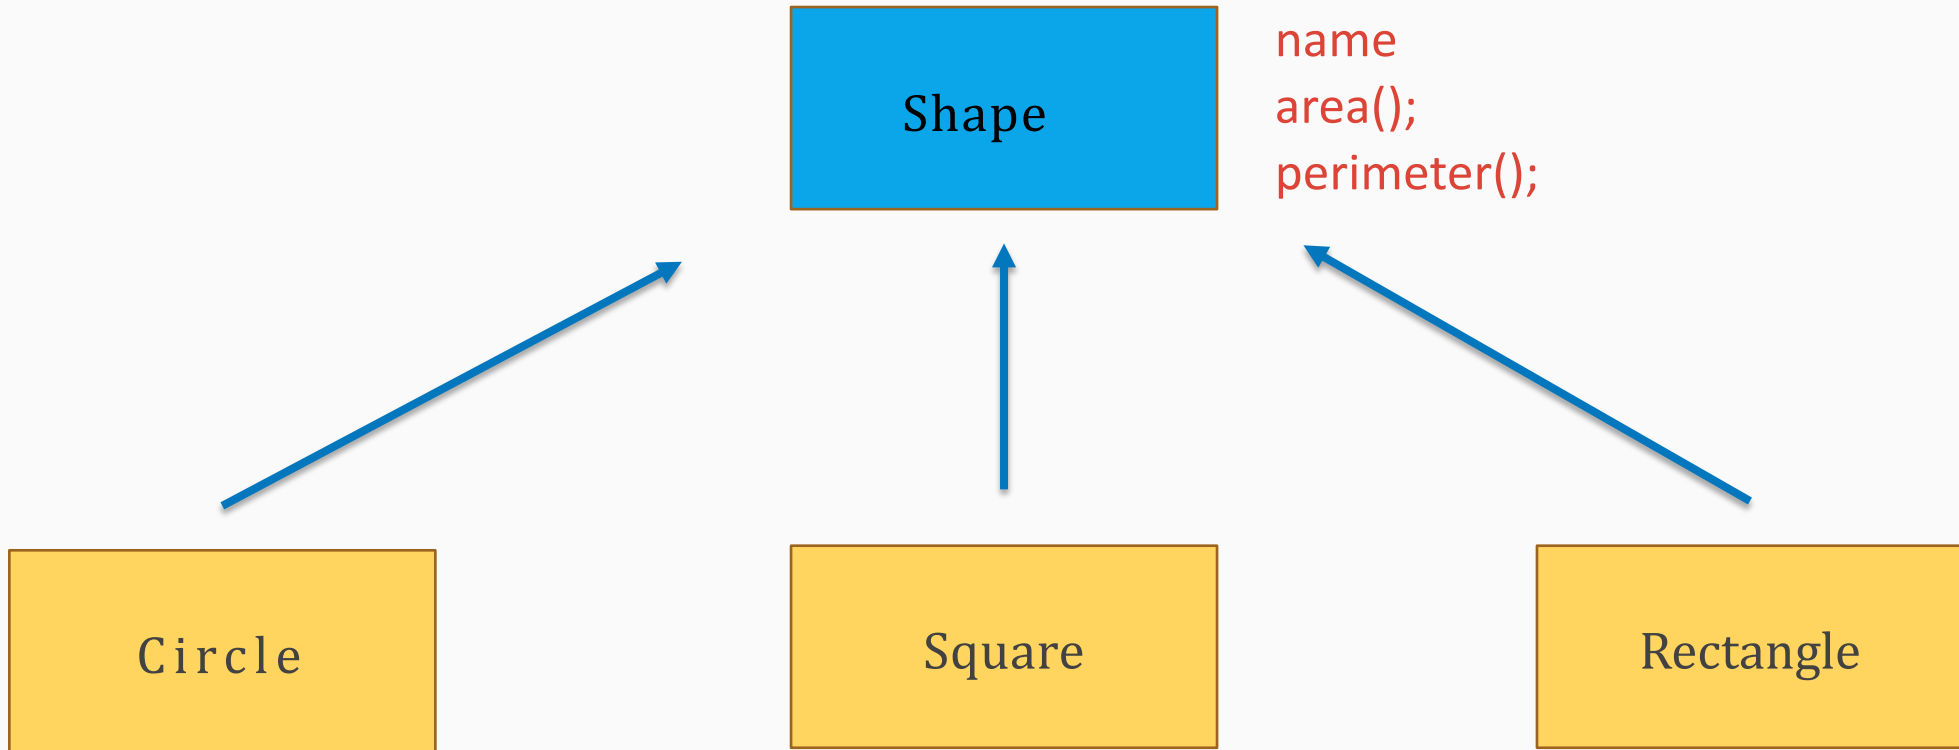 Shape
name
area();
perimeter();
Circle
Square
Rectangle